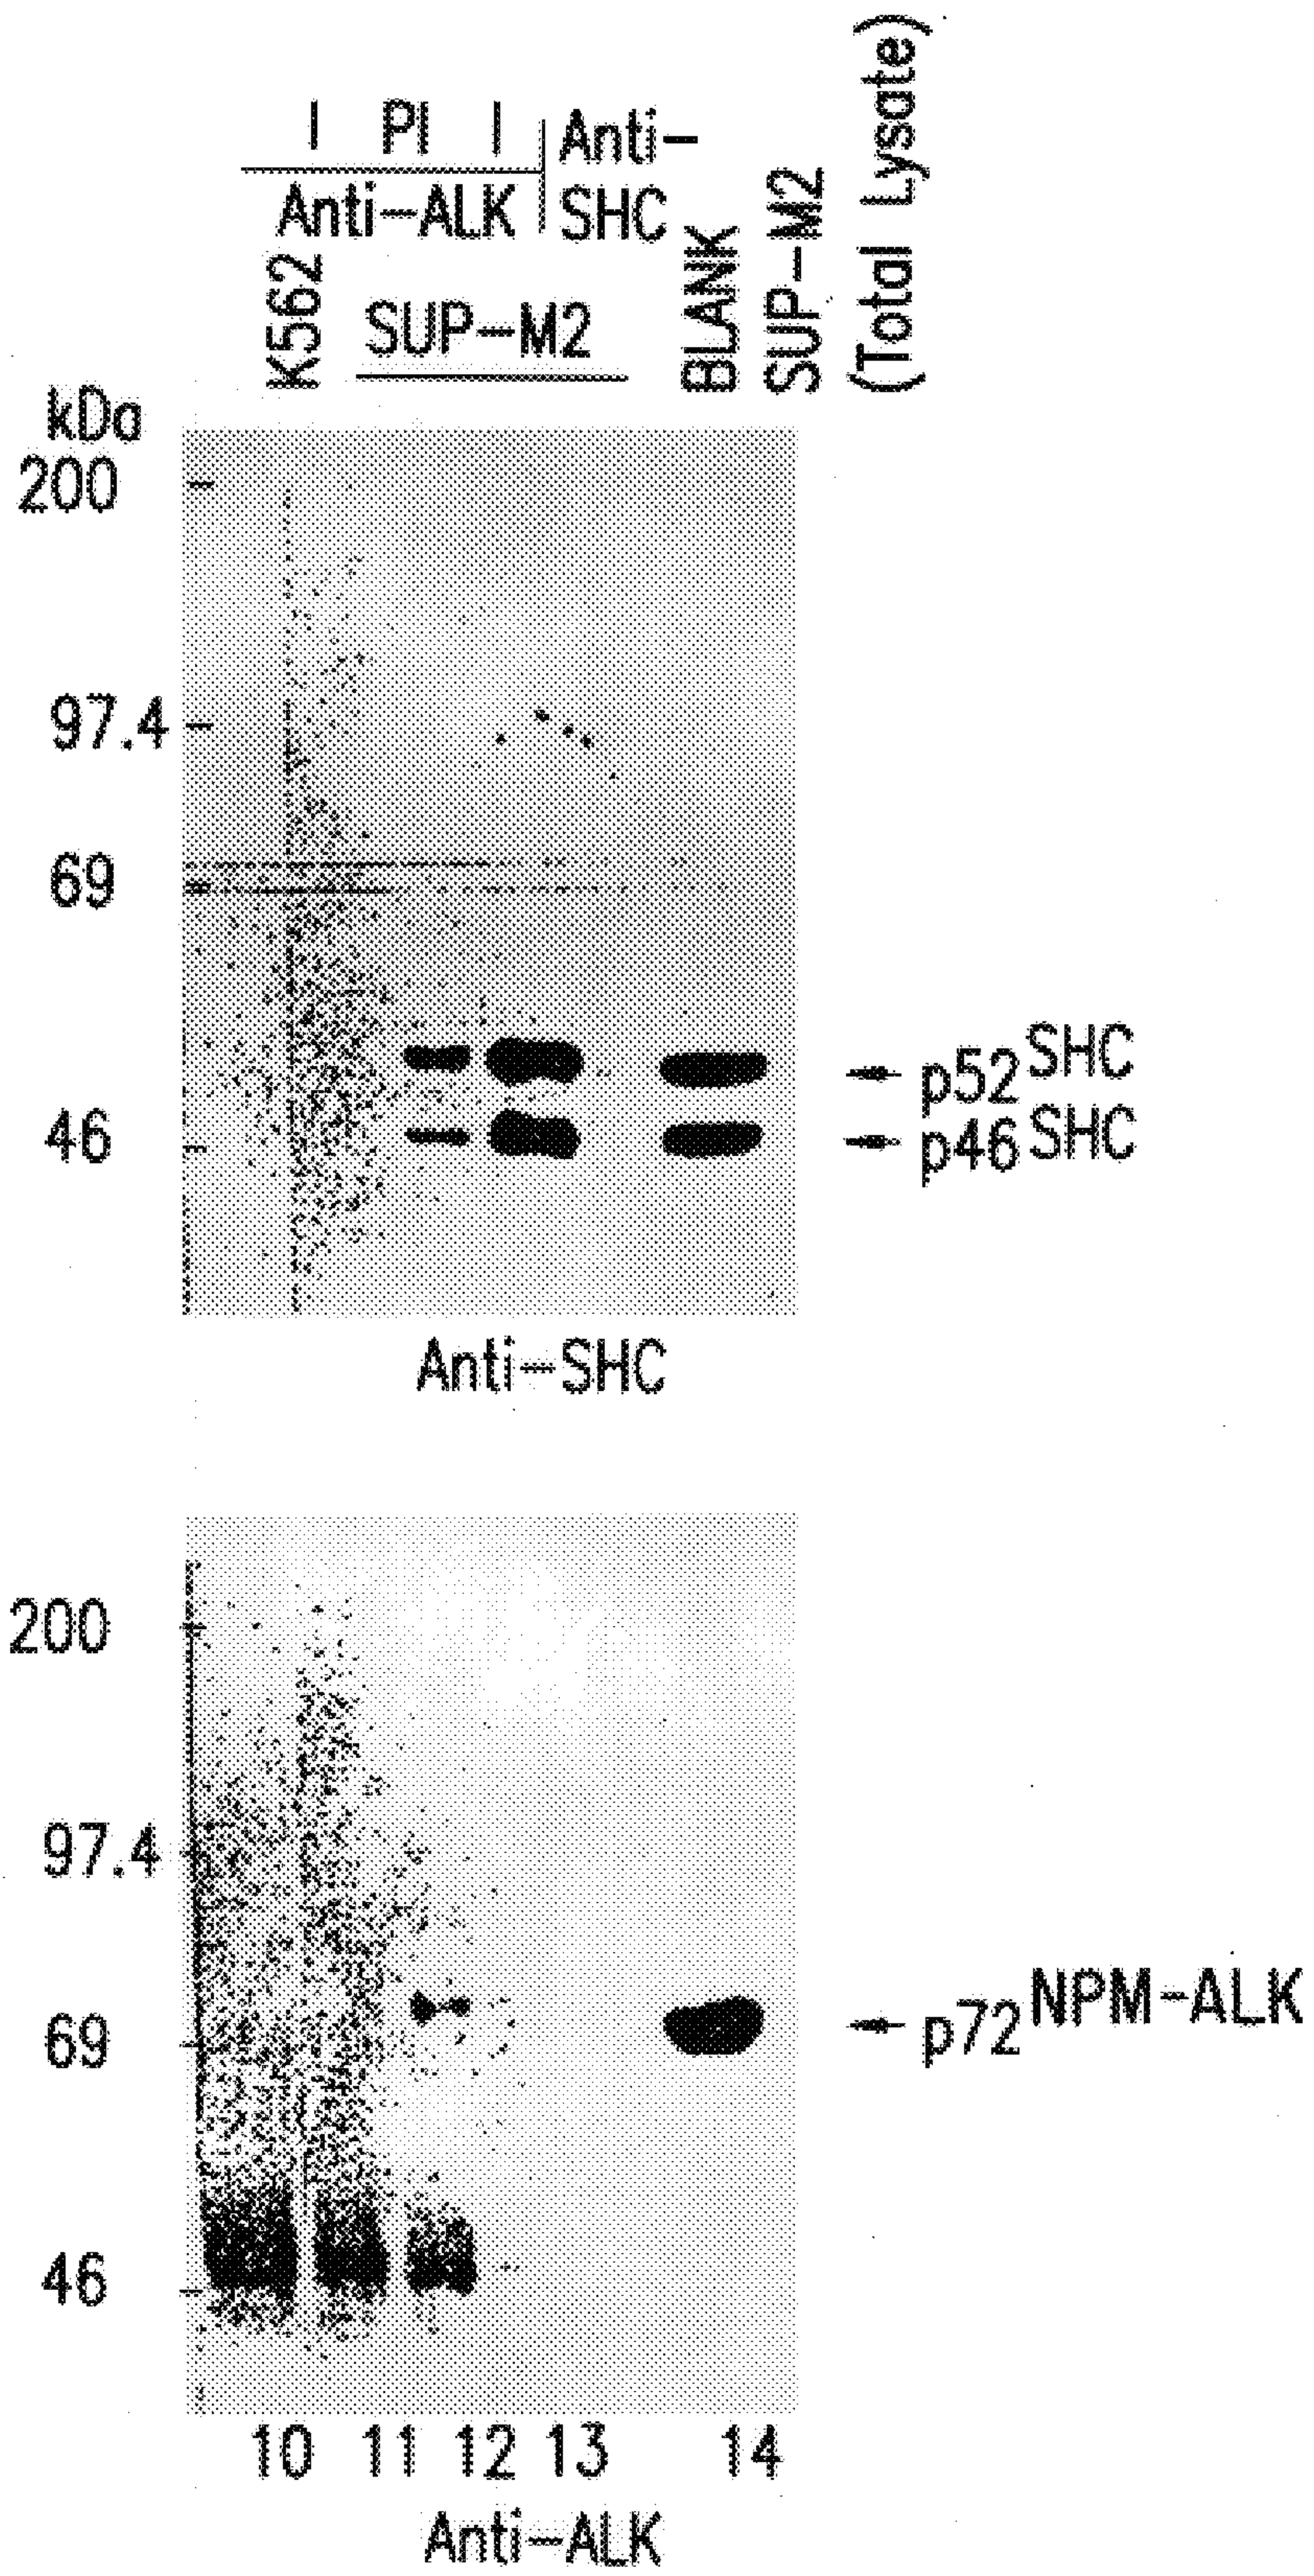 I PI I Anti-
Anti-ALK SHC
K562
SUP-M2
BLANK
SUP-M2
(Total Lysate)
kDa
200
97.4
69
46
p52SHC
p46SHC
Anti-SHC
200
97.4
69
46
p72NPM-ALK
10 11 12 13 14
Anti-ALK